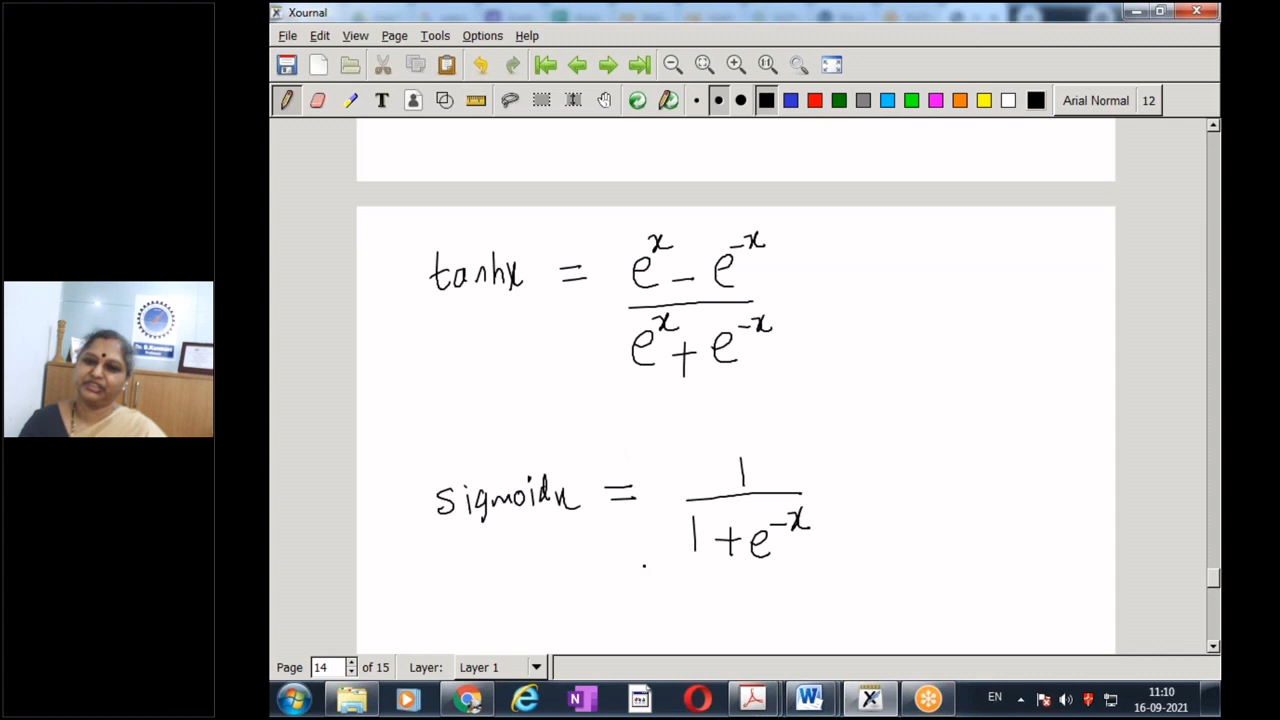 Xournal
File Edit View Page Tools Options Help
Arial Normal 12
tanhx = e^x - e^-x
e^x + e^-x
sigmoidx = 1
1 + e^-x
Page 14 of 15 Layer: Layer 1
EN 11:10
16-09-2021